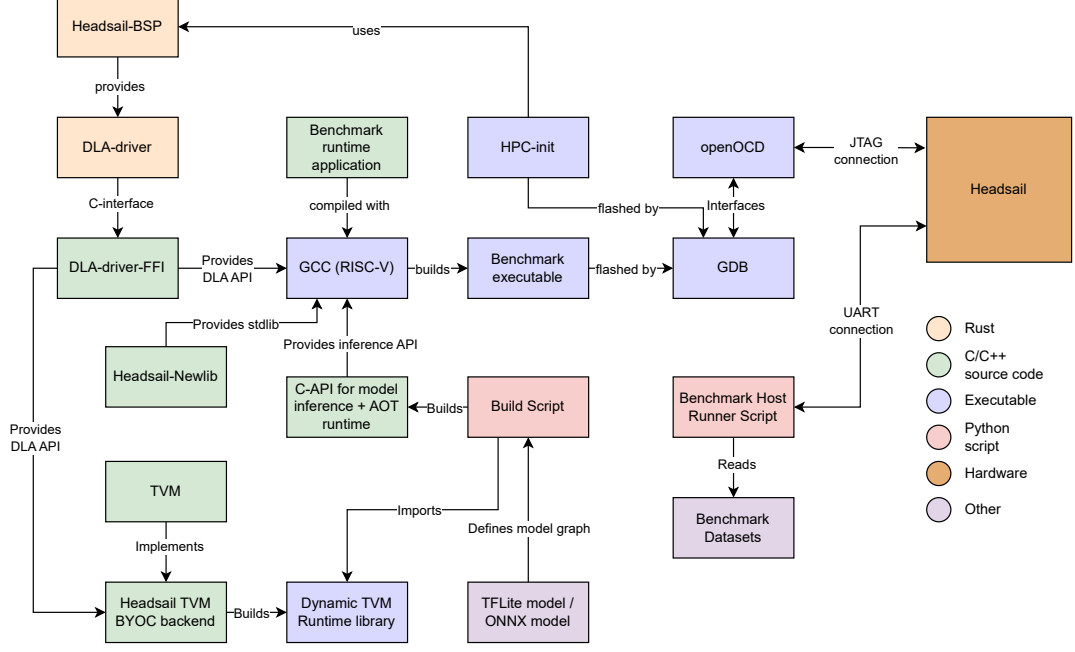 Headsail-BSP
uses
provides
DLA-driver
Benchmark
runtime
application
HPC-init
openOCD
JTAG
connection
Headsail
C-interface
compiled with
flashed by
Interfaces
DLA-driver-FFI
Provides
DLA API
GCC (RISC-V)
builds
Benchmark
executable
flashed by
GDB
Provides stdlib
Provides inference API
UART
connection
Headsail-Newlib
C-API for model
inference + AOT
runtime
Builds
Build Script
Benchmark Host
Runner Script
Provides
DLA API
Reads
TVM
Imports
Defines model graph
Benchmark
Datasets
Implements
Headsail TVM
BYOC backend
Builds
Dynamic TVM
Runtime library
TFLite model /
ONNX model
Rust
C/C++
source code
Executable
Python
script
Hardware
Other